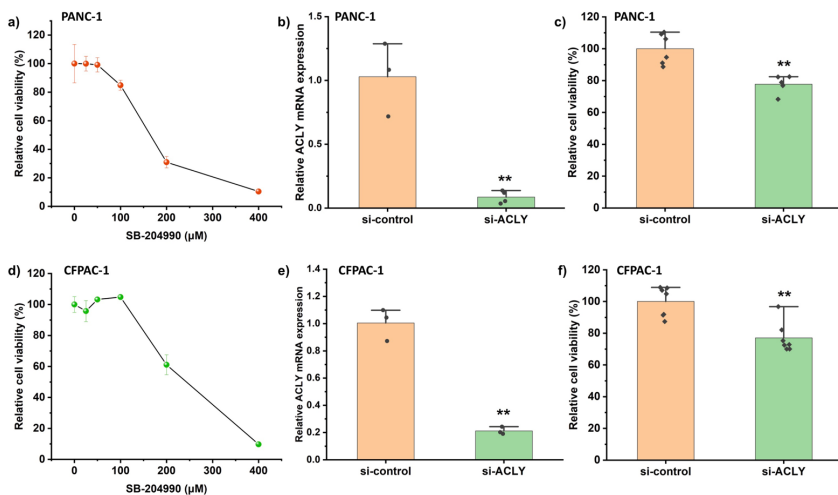 a) PANC-1
Relative cell viability (%)
120
100
80
60
40
20
0
0 100 200 300 400
SB-204990 (µM)
b) PANC-1
Relative ACLY mRNA expression
1.5
1.0
0.5
0.0
**
si-control si-ACLY
c) PANC-1
Relative cell viability (%)
120
100
80
60
40
20
0
**
si-control si-ACLY
d) CFPAC-1
Relative cell viability (%)
120
100
80
60
40
20
0
0 100 200 300 400
SB-204990 (µM)
e) CFPAC-1
Relative ACLY mRNA expression
1.4
1.2
1.0
0.8
0.6
0.4
0.2
0.0
**
si-control si-ACLY
f) CFPAC-1
Relative cell viability (%)
120
100
80
60
40
20
0
**
si-control si-ACLY